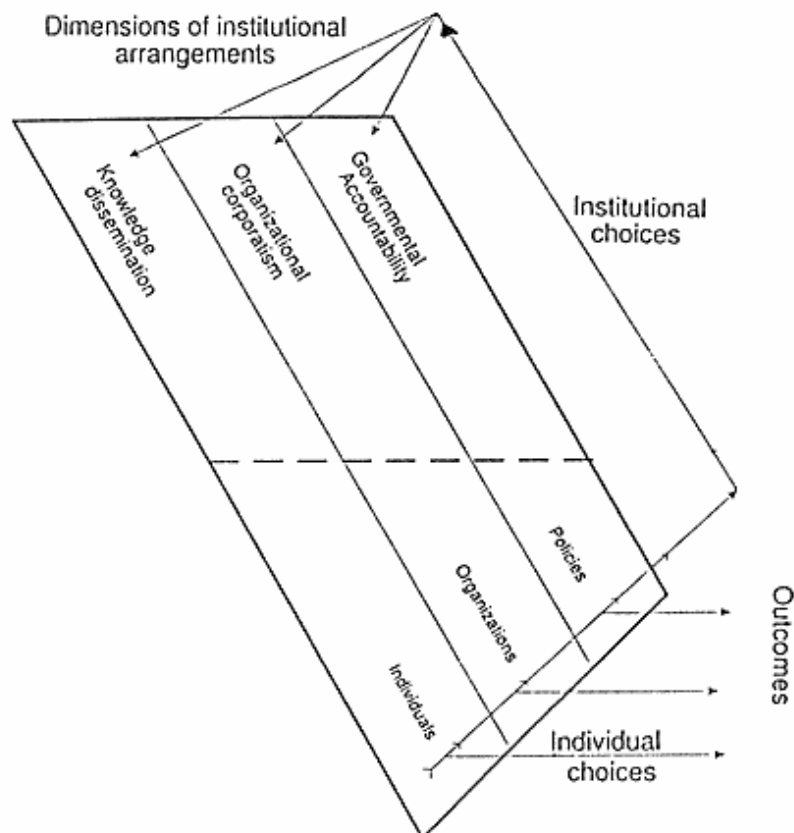 Dimensions of institutional
arrangements
Knowledge
dissemination
Organizational
corporatism
Governmental
Accountability
Institutional
choices
Policies
Organizations
Individuals
Outcomes
Individual
choices